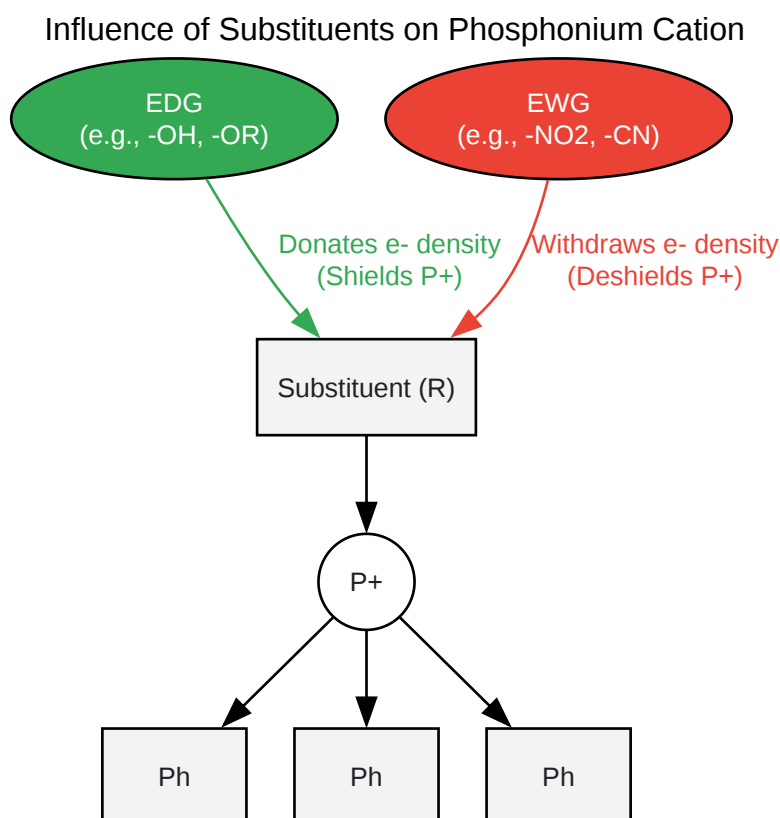 Influence of Substituents on Phosphonium Cation
EDG
(e.g., -OH, -OR)
EWG
(e.g., -NO2, -CN)
Donates e- density
(Shields P+)
Withdraws e- density
(Deshields P+)
Substituent (R)
P+
Ph
Ph
Ph